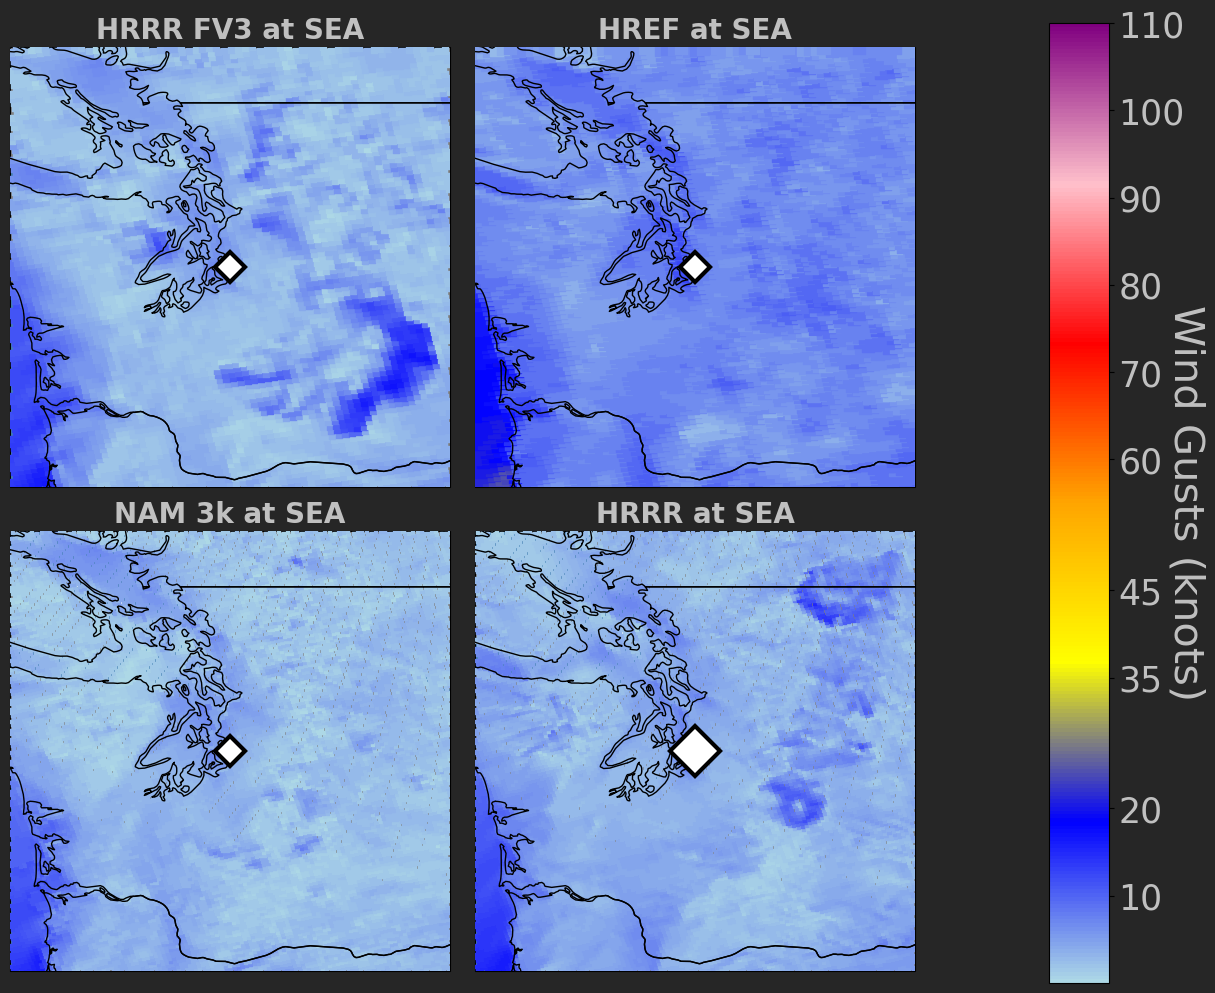 HRRR FV3 at SEA
HREF at SEA
NAM 3k at SEA
HRRR at SEA
110
100
90
80
70
60
45
35
20
10
Wind Gusts (knots)